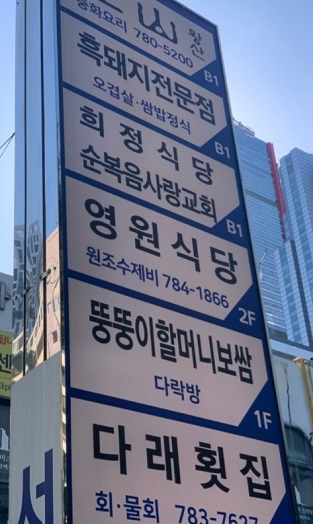 왕산
중화요리 780-5200
B1
흑돼지전문점
오겹살·쌈밥정식
B1
희정식당
순복음사랑교회
B1
영원식당
원조수제비 784-1866
2F
뚱뚱이할머니보쌈
다락방
1F
다래횟집
회·물회 783-7627